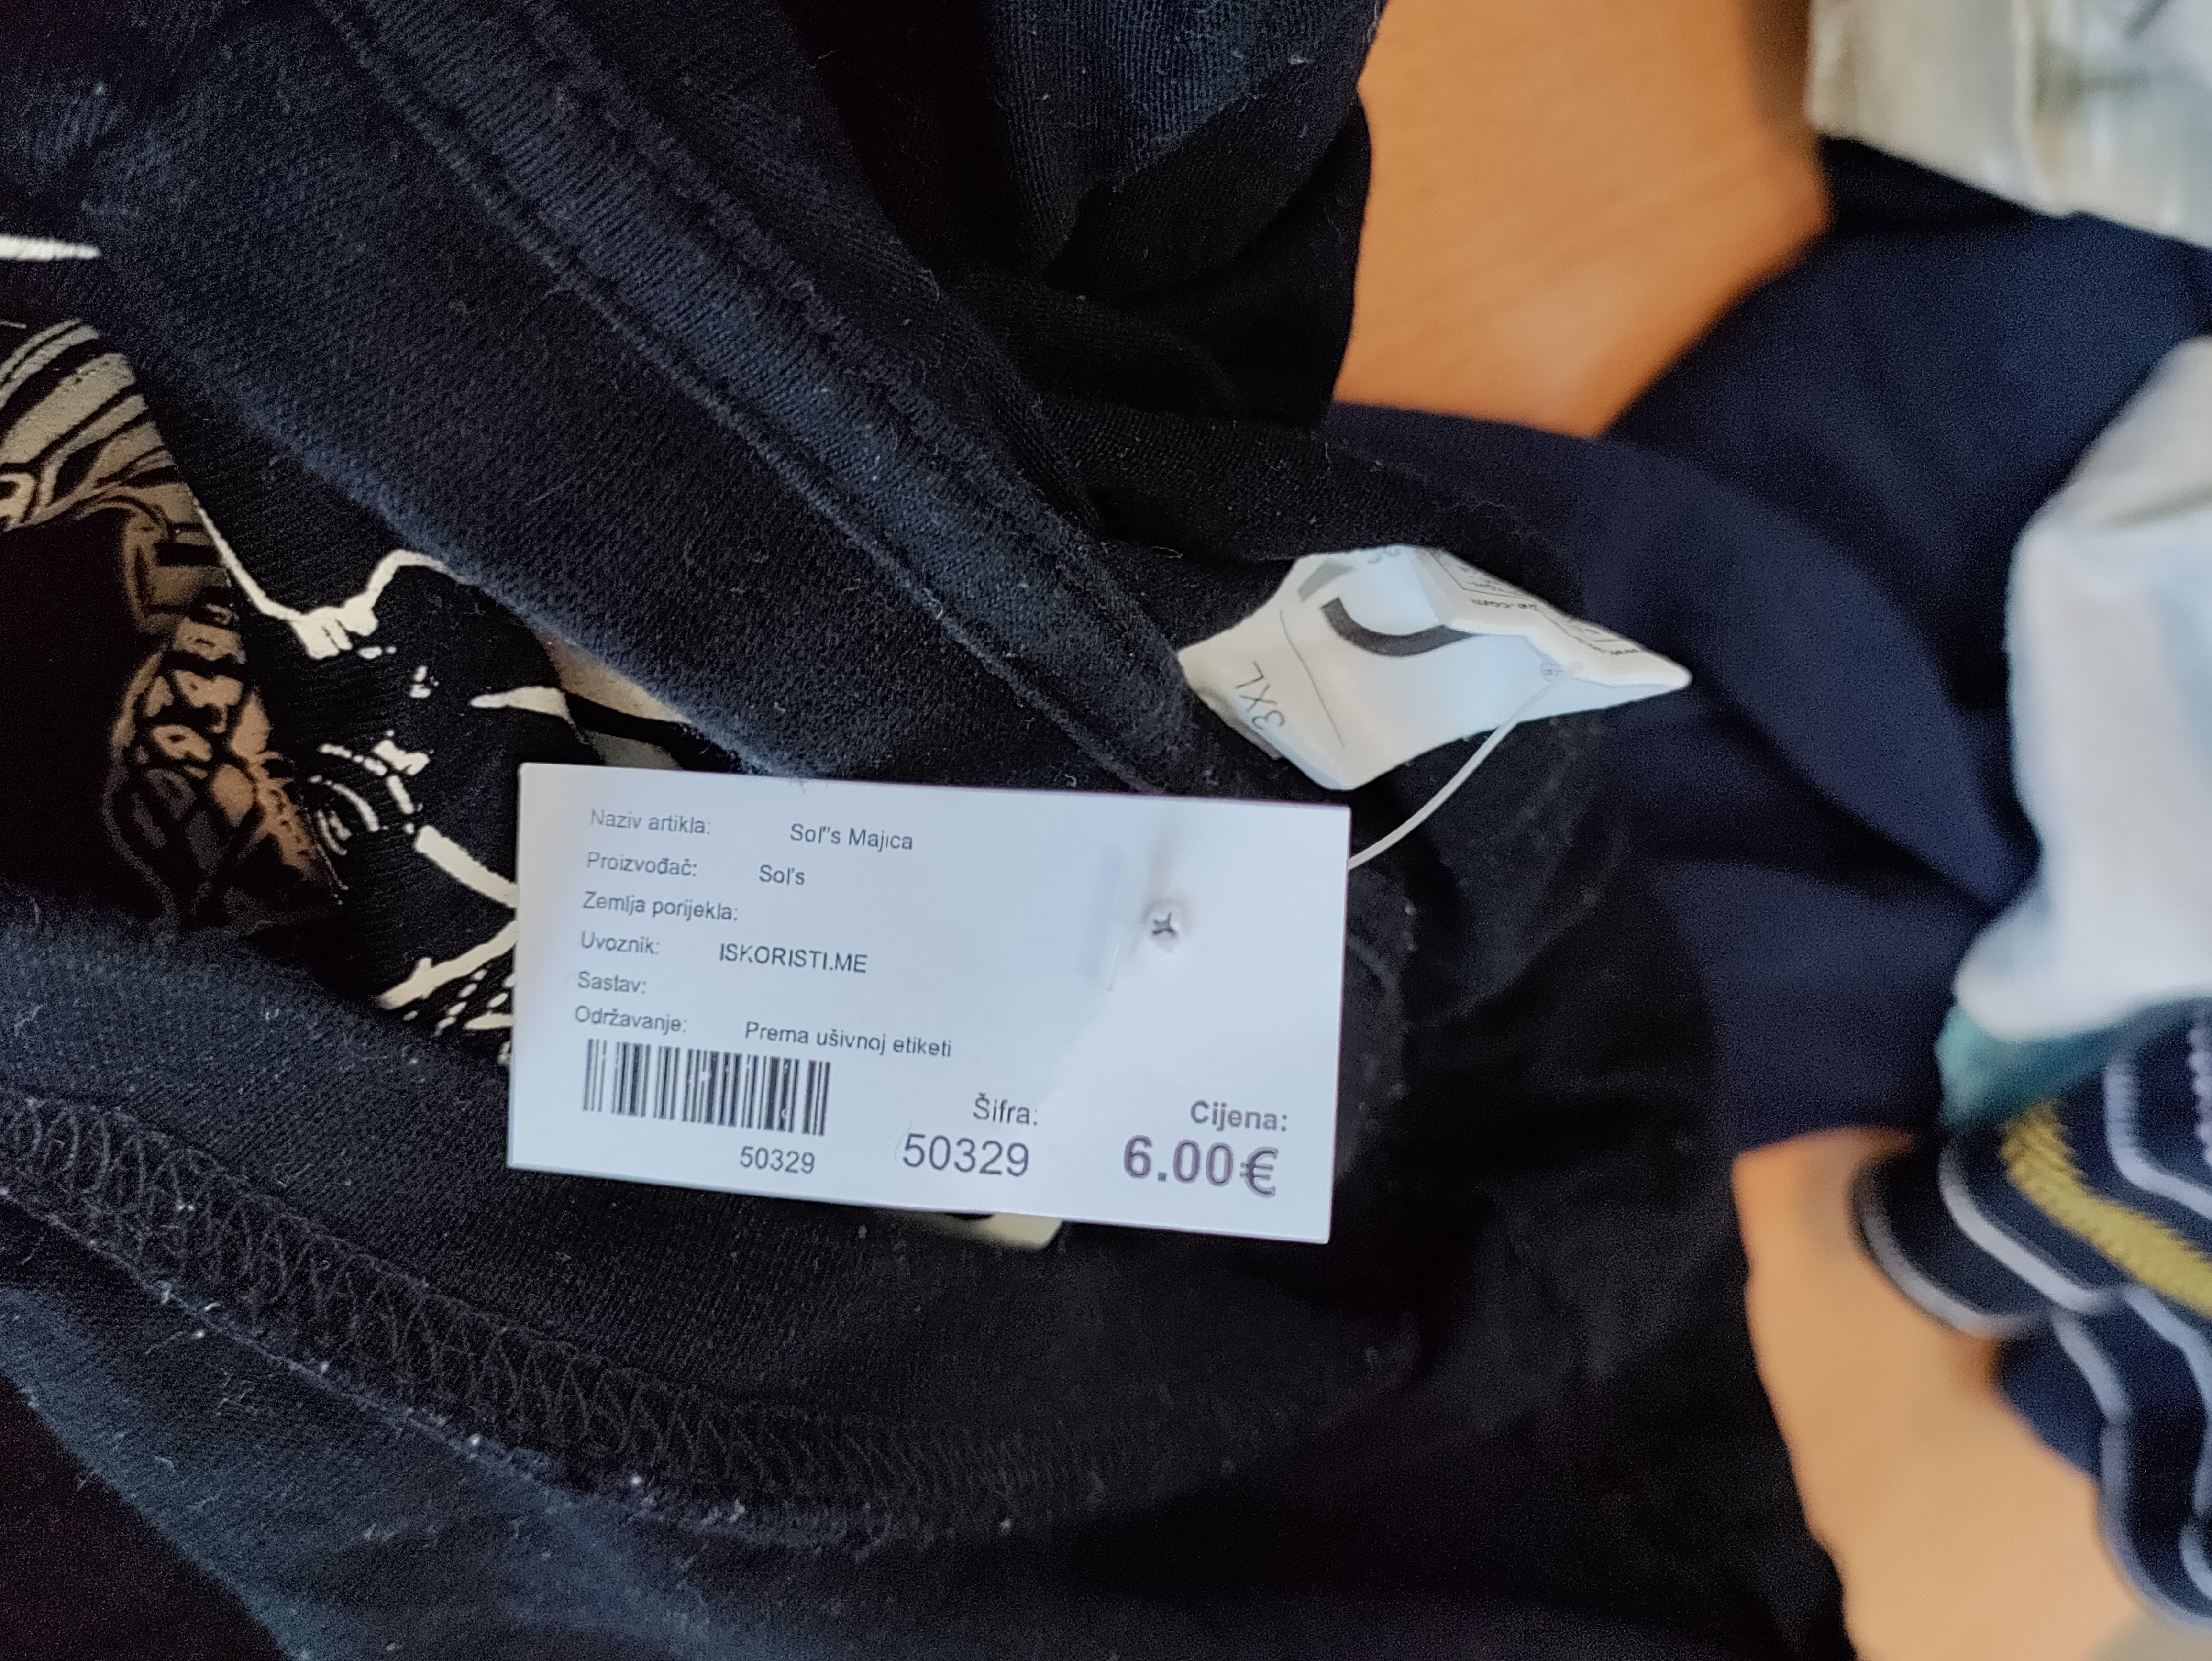 3XL
Naziv artikla: Sol"s Majica
Proizvođač: Sol's
Zemlja porijekla:
Uvoznik: ISKORISTI.ME
Sastav:
Održavanje: Prema ušivnoj etiketi
50329
Šifra:
50329
Cijena:
6.00€